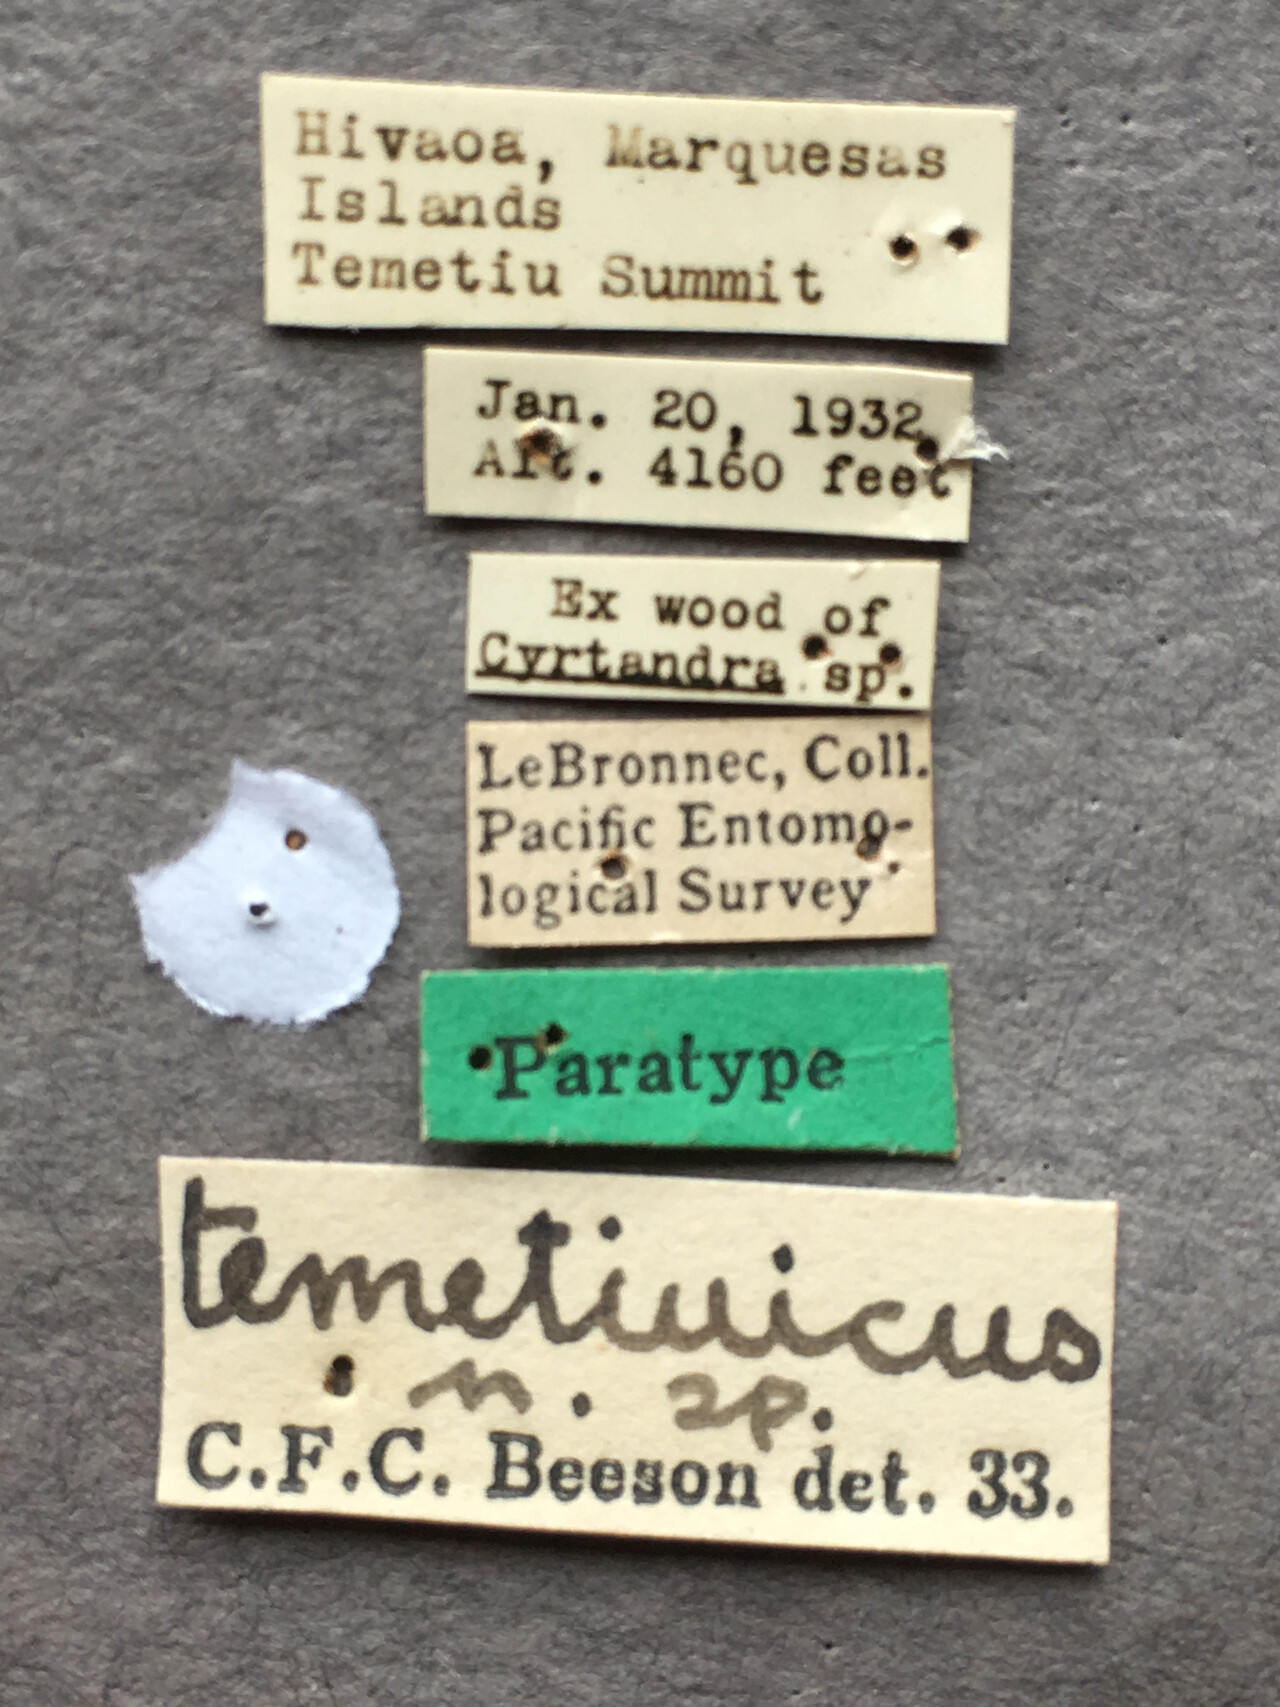 Hivaoa, Marquesas
Islands
Temetiu Summit
Jan. 20, 1932
Alt. 4160 feet
Ex wood of
Cyrtandra sp.
LeBronnec, Coll.
Pacific Entomo-
logical Survey
Paratype
temetiuicus
n. sp.
C.F.C. Beeson det. 33.